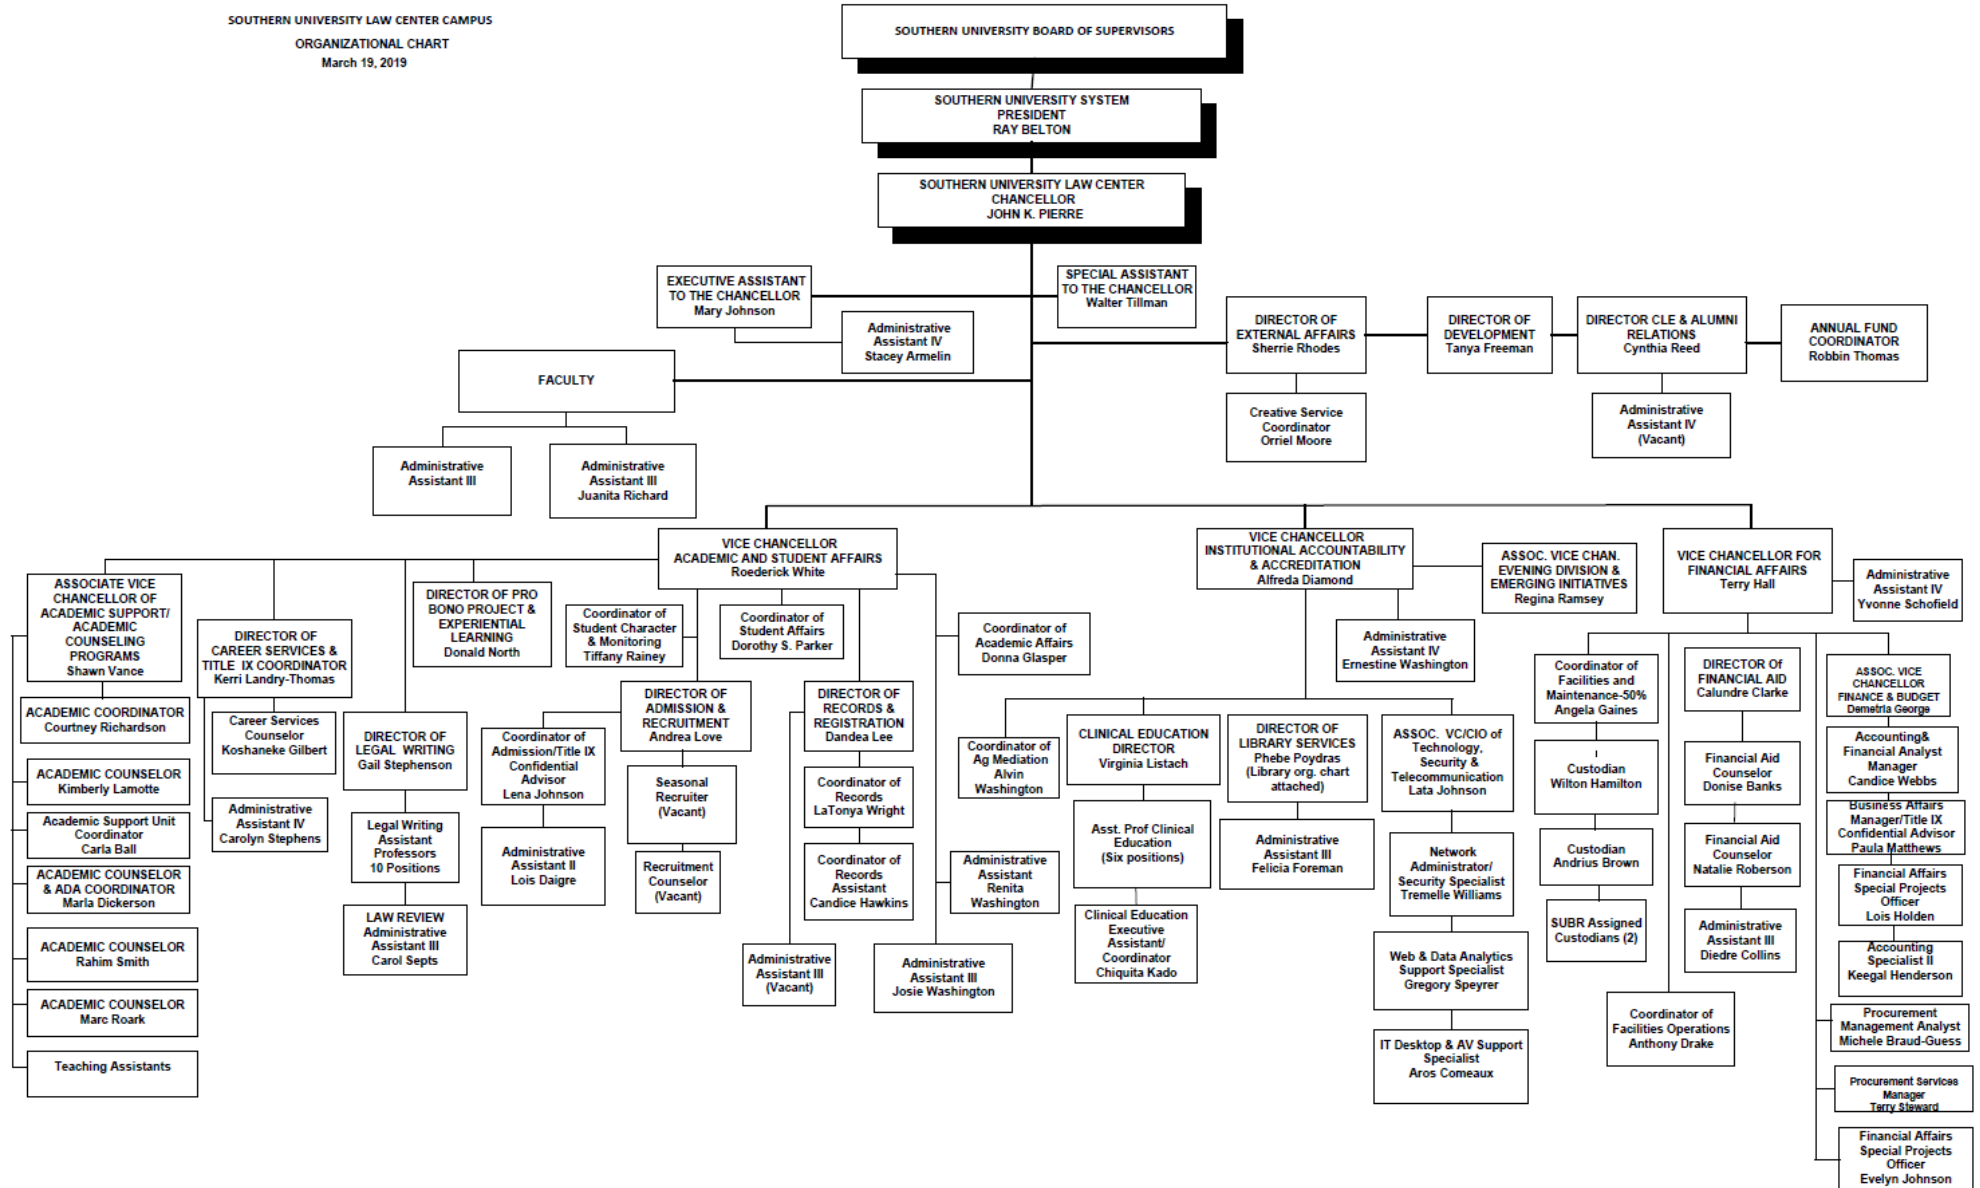 SOUTHERN UNIVERSITY LAW CENTER CAMPUS
ORGANIZATIONAL CHART
March 19, 2019
SOUTHERN UNIVERSITY BOARD OF SUPERVISORS
SOUTHERN UNIVERSITY SYSTEM
PRESIDENT
RAY BELTON
SOUTHERN UNIVERSITY LAW CENTER
CHANCELLOR
JOHN K. PIERRE
EXECUTIVE ASSISTANT
TO THE CHANCELLOR
Mary Johnson
SPECIAL ASSISTANT
TO THE CHANCELLOR
Walter Tillman
Administrative
Assistant IV
Stacey Armelin
DIRECTOR OF
EXTERNAL AFFAIRS
Sherrie Rhodes
DIRECTOR OF
DEVELOPMENT
Tanya Freeman
DIRECTOR CLE & ALUMNI
RELATIONS
Cynthia Reed
ANNUAL FUND
COORDINATOR
Robbin Thomas
FACULTY
Creative Service
Coordinator
Orriel Moore
Administrative
Assistant IV
(Vacant)
Administrative
Assistant III
Administrative
Assistant III
Juanita Richard
VICE CHANCELLOR
ACADEMIC AND STUDENT AFFAIRS
Roederick White
VICE CHANCELLOR
INSTITUTIONAL ACCOUNTABILITY
& ACCREDITATION
Alfreda Diamond
ASSOC. VICE CHAN.
EVENING DIVISION &
EMERGING INITIATIVES
Regina Ramsey
VICE CHANCELLOR FOR
FINANCIAL AFFAIRS
Terry Hall
Administrative
Assistant IV
Yvonne Schofield
ASSOCIATE VICE
CHANCELLOR OF
ACADEMIC SUPPORT/
ACADEMIC
COUNSELING
PROGRAMS
Shawn Vance
DIRECTOR OF
CAREER SERVICES &
TITLE IX COORDINATOR
Kerri Landry-Thomas
DIRECTOR OF PRO
BONO PROJECT &
EXPERIENTIAL
LEARNING
Donald North
Coordinator of
Student Character
& Monitoring
Tiffany Rainey
Coordinator of
Student Affairs
Dorothy S. Parker
Coordinator of
Academic Affairs
Donna Glasper
Administrative
Assistant IV
Ernestine Washington
Coordinator of
Facilities and
Maintenance-50%
Angela Gaines
DIRECTOR Of
FINANCIAL AID
Calundre Clarke
ASSOC. VICE
CHANCELLOR
FINANCE & BUDGET
Demetria George
ACADEMIC COORDINATOR
Courtney Richardson
Career Services
Counselor
Koshaneke Gilbert
DIRECTOR OF
LEGAL WRITING
Gail Stephenson
Coordinator of
Admission/Title IX
Confidential
Advisor
Lena Johnson
DIRECTOR OF
ADMISSION &
RECRUITMENT
Andrea Love
DIRECTOR OF
RECORDS &
REGISTRATION
Dandea Lee
Coordinator of
Ag Mediation
Alvin
Washington
CLINICAL EDUCATION
DIRECTOR
Virginia Listach
DIRECTOR OF
LIBRARY SERVICES
Phebe Poydras
(Library org. chart
attached)
ASSOC. VC/CIO of
Technology,
Security &
Telecommunication
Lata Johnson
Custodian
Wilton Hamilton
Financial Aid
Counselor
Donise Banks
Accounting&
Financial Analyst
Manager
Candice Webbs
ACADEMIC COUNSELOR
Kimberly Lamotte
Administrative
Assistant IV
Carolyn Stephens
Legal Writing
Assistant
Professors
10 Positions
Administrative
Assistant II
Lois Daigre
Seasonal
Recruiter
(Vacant)
Coordinator of
Records
LaTonya Wright
Asst. Prof Clinical
Education
(Six positions)
Administrative
Assistant III
Felicia Foreman
Network
Administrator/
Security Specialist
Tremelle Williams
Custodian
Andrius Brown
Financial Aid
Counselor
Natalie Roberson
Business Affairs
Manager/Title IX
Confidential Advisor
Paula Matthews
Academic Support Unit
Coordinator
Carla Ball
Recruitment
Counselor
(Vacant)
Coordinator of
Records
Assistant
Candice Hawkins
Administrative
Assistant
Renita
Washington
ACADEMIC COUNSELOR
& ADA COORDINATOR
Marla Dickerson
LAW REVIEW
Administrative
Assistant III
Carol Septs
Clinical Education
Executive
Assistant/
Coordinator
Chiquita Kado
SUBR Assigned
Custodians (2)
Administrative
Assistant III
Diedre Collins
Financial Affairs
Special Projects
Officer
Lois Holden
ACADEMIC COUNSELOR
Rahim Smith
Administrative
Assistant III
(Vacant)
Administrative
Assistant III
Josie Washington
Web & Data Analytics
Support Specialist
Gregory Speyrer
Accounting
Specialist II
Keegal Henderson
ACADEMIC COUNSELOR
Marc Roark
Coordinator of
Facilities Operations
Anthony Drake
Procurement
Management Analyst
Michele Braud-Guess
Teaching Assistants
IT Desktop & AV Support
Specialist
Aros Comeaux
Procurement Services
Manager
Terry Steward
Financial Affairs
Special Projects
Officer
Evelyn Johnson